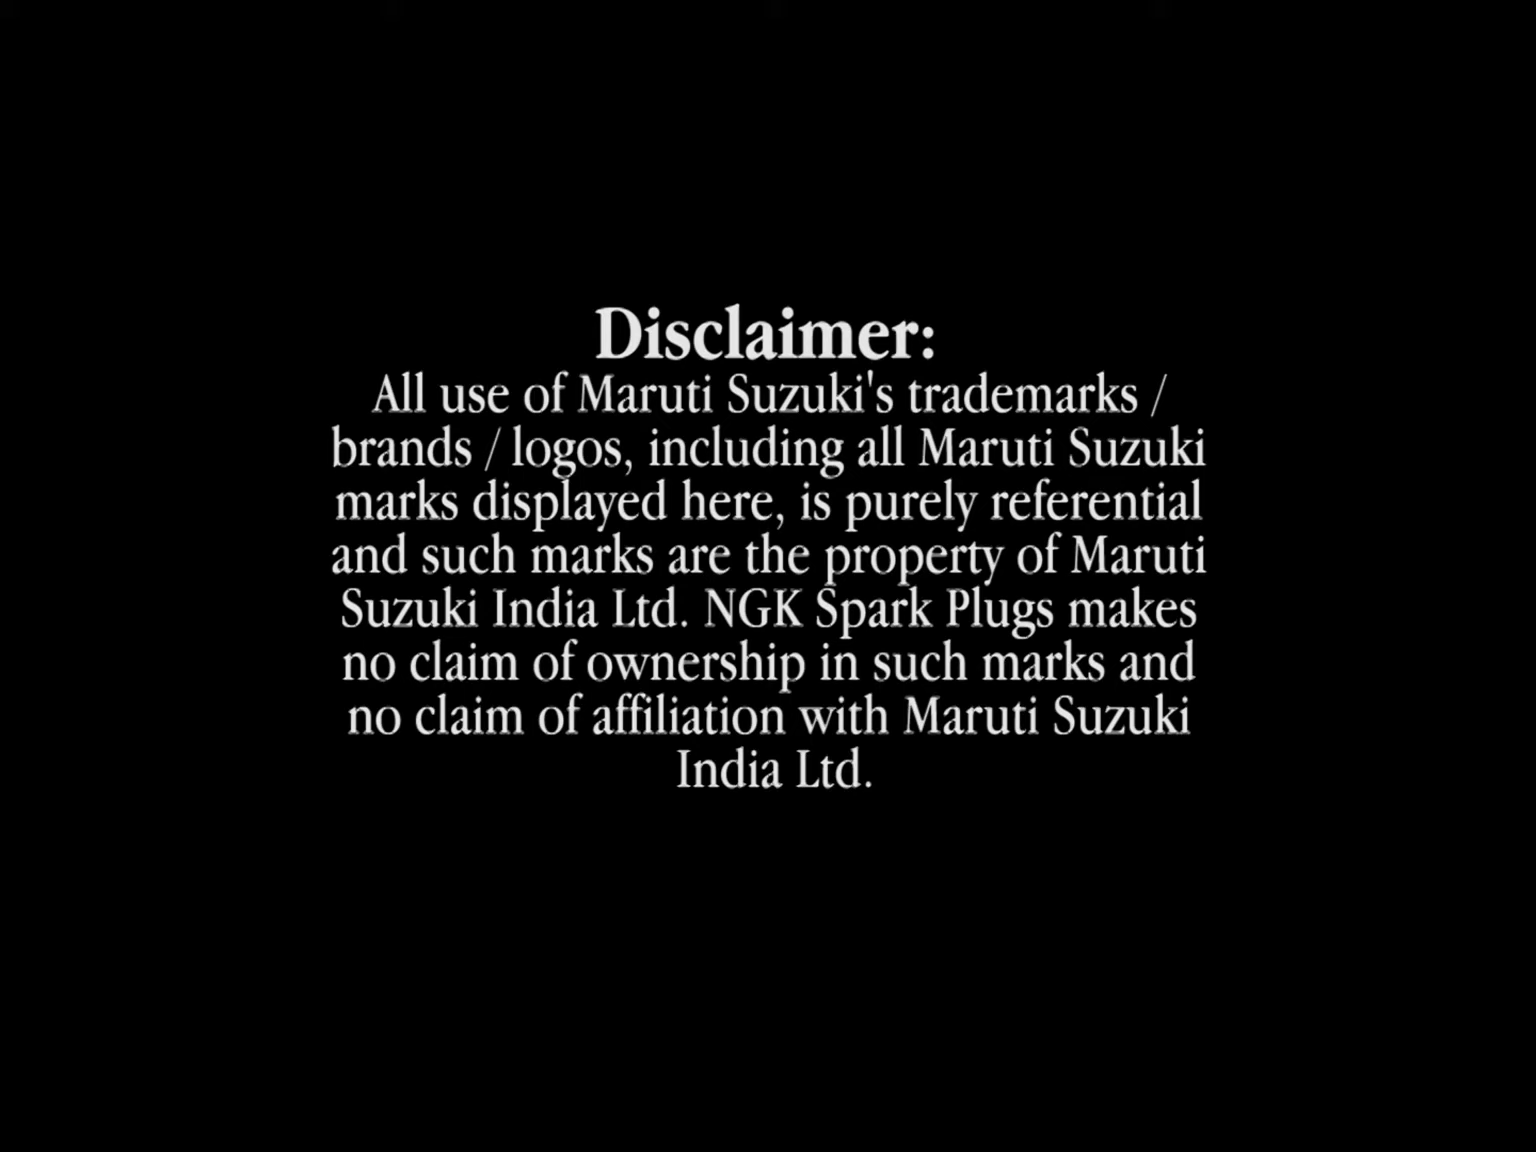 Disclaimer:
All use of Maruti Suzuki's trademarks /
brands / logos, including all Maruti Suzuki
marks displayed here, is purely referential
and such marks are the property of Maruti
Suzuki India Ltd. NGK Spark Plugs makes
no claim of ownership in such marks and
no claim of affiliation with Maruti Suzuki
India Ltd.